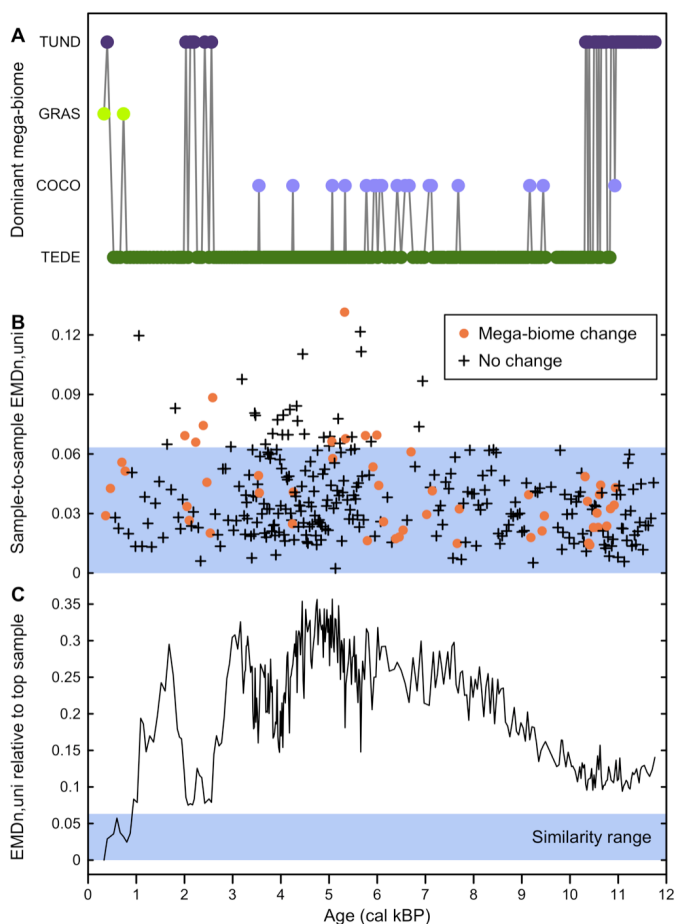 A
Dominant mega-biome
TUND
GRAS
COCO
TEDE
B
Sample-to-sample EMDn,uni
0.12
0.09
0.06
0.03
0
Mega-biome change
No change
C
EMDn,uni relative to top sample
0.35
0.3
0.25
0.2
0.15
0.1
0.05
0
Similarity range
0 1 2 3 4 5 6 7 8 9 10 11 12
Age (cal kBP)